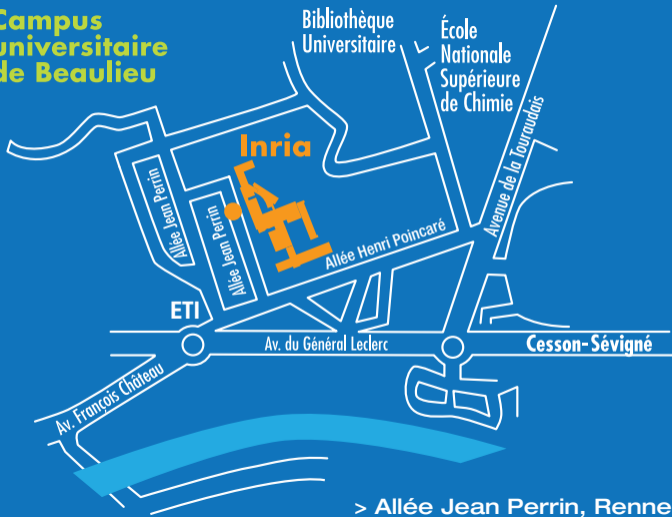 Campus
universitaire
de Beaulieu
Bibliothèque
Universitaire
École
Nationale
Supérieure
de Chimie
Avenue de la Touraudais
Inria
Allée Jean Perrin
Allée Jean Perrin
Allée Henri Poincaré
ETI
Av. du Général Leclerc
Cesson-Sévigné
Av. François Château
> Allée Jean Perrin, Renne